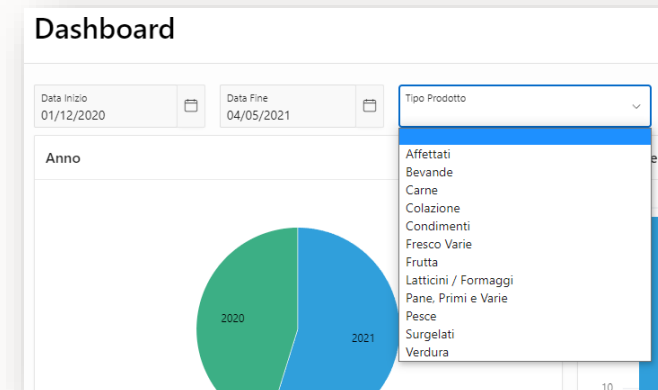 Dashboard
Data Inizio
01/12/2020
Data Fine
04/05/2021
Tipo Prodotto
Anno
Affettati
Bevande
Carne
Colazione
Condimenti
Fresco Varie
Frutta
Latticini / Formaggi
Pane, Primi e Varie
Pesce
Surgelati
Verdura
2020
2021
10